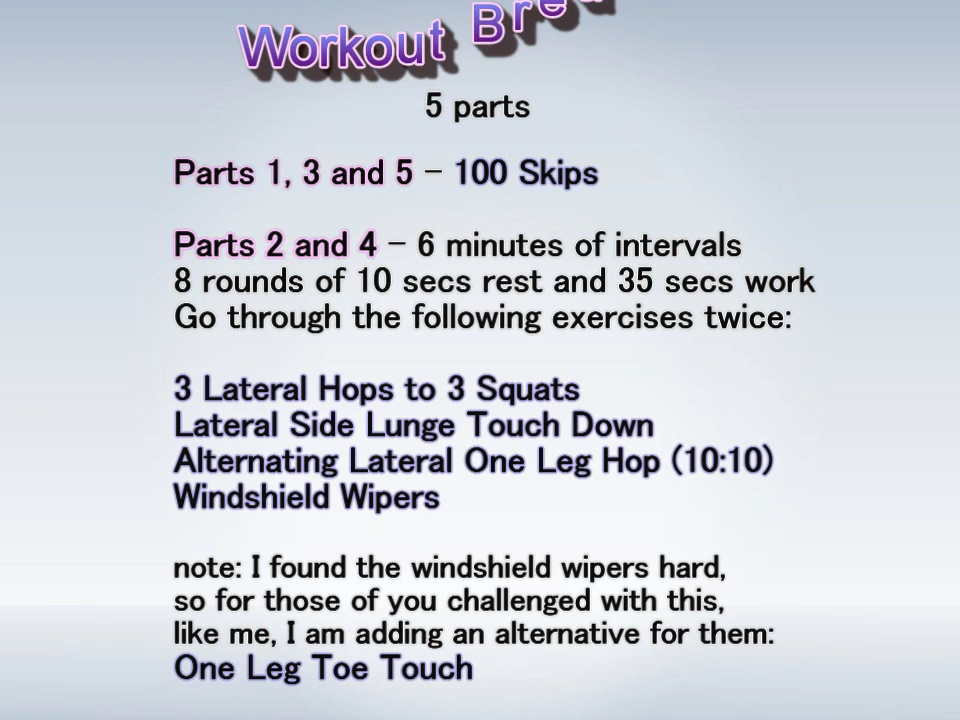 Workout
5 parts
Parts 1, 3 and 5 – 100 Skips
Parts 2 and 4 – 6 minutes of intervals
8 rounds of 10 secs rest and 35 secs work
Go through the following exercises twice:
3 Lateral Hops to 3 Squats
Lateral Side Lunge Touch Down
Alternating Lateral One Leg Hop (10:10)
Windshield Wipers
note: I found the windshield wipers hard,
so for those of you challenged with this,
like me, I am adding an alternative for them:
One Leg Toe Touch